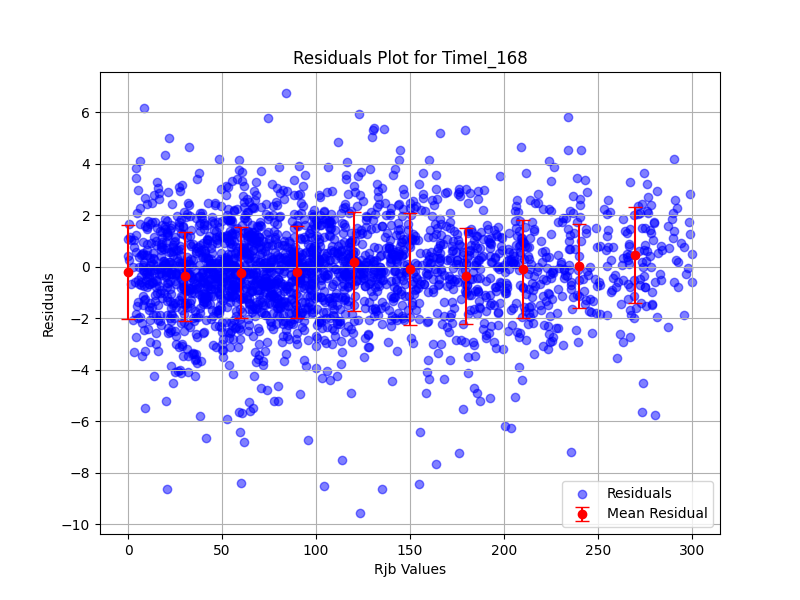 Residuals Plot for TimeI_168
6
4
2
0
−2
−4
−6
−8
−10
Residuals
0 50 100 150 200 250 300
Rjb Values
Residuals
Mean Residual